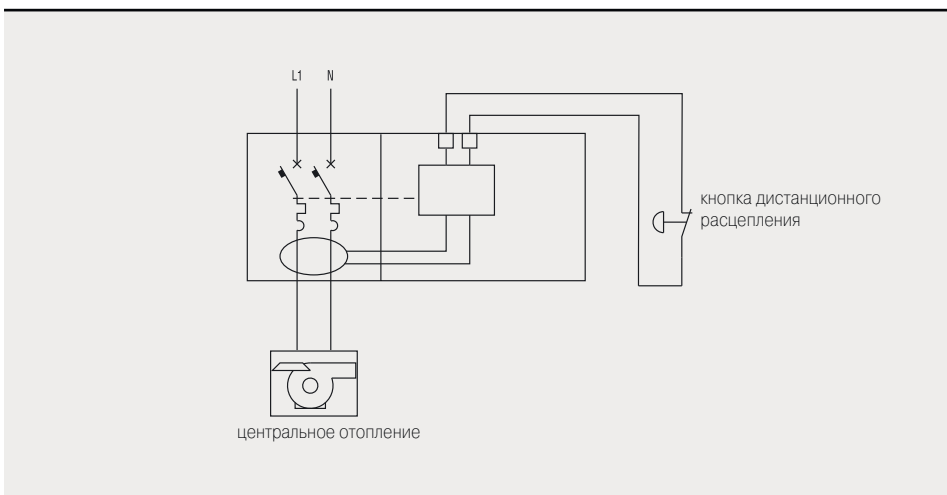 L1 N
кнопка дистанционного
расцепления
центральное отопление